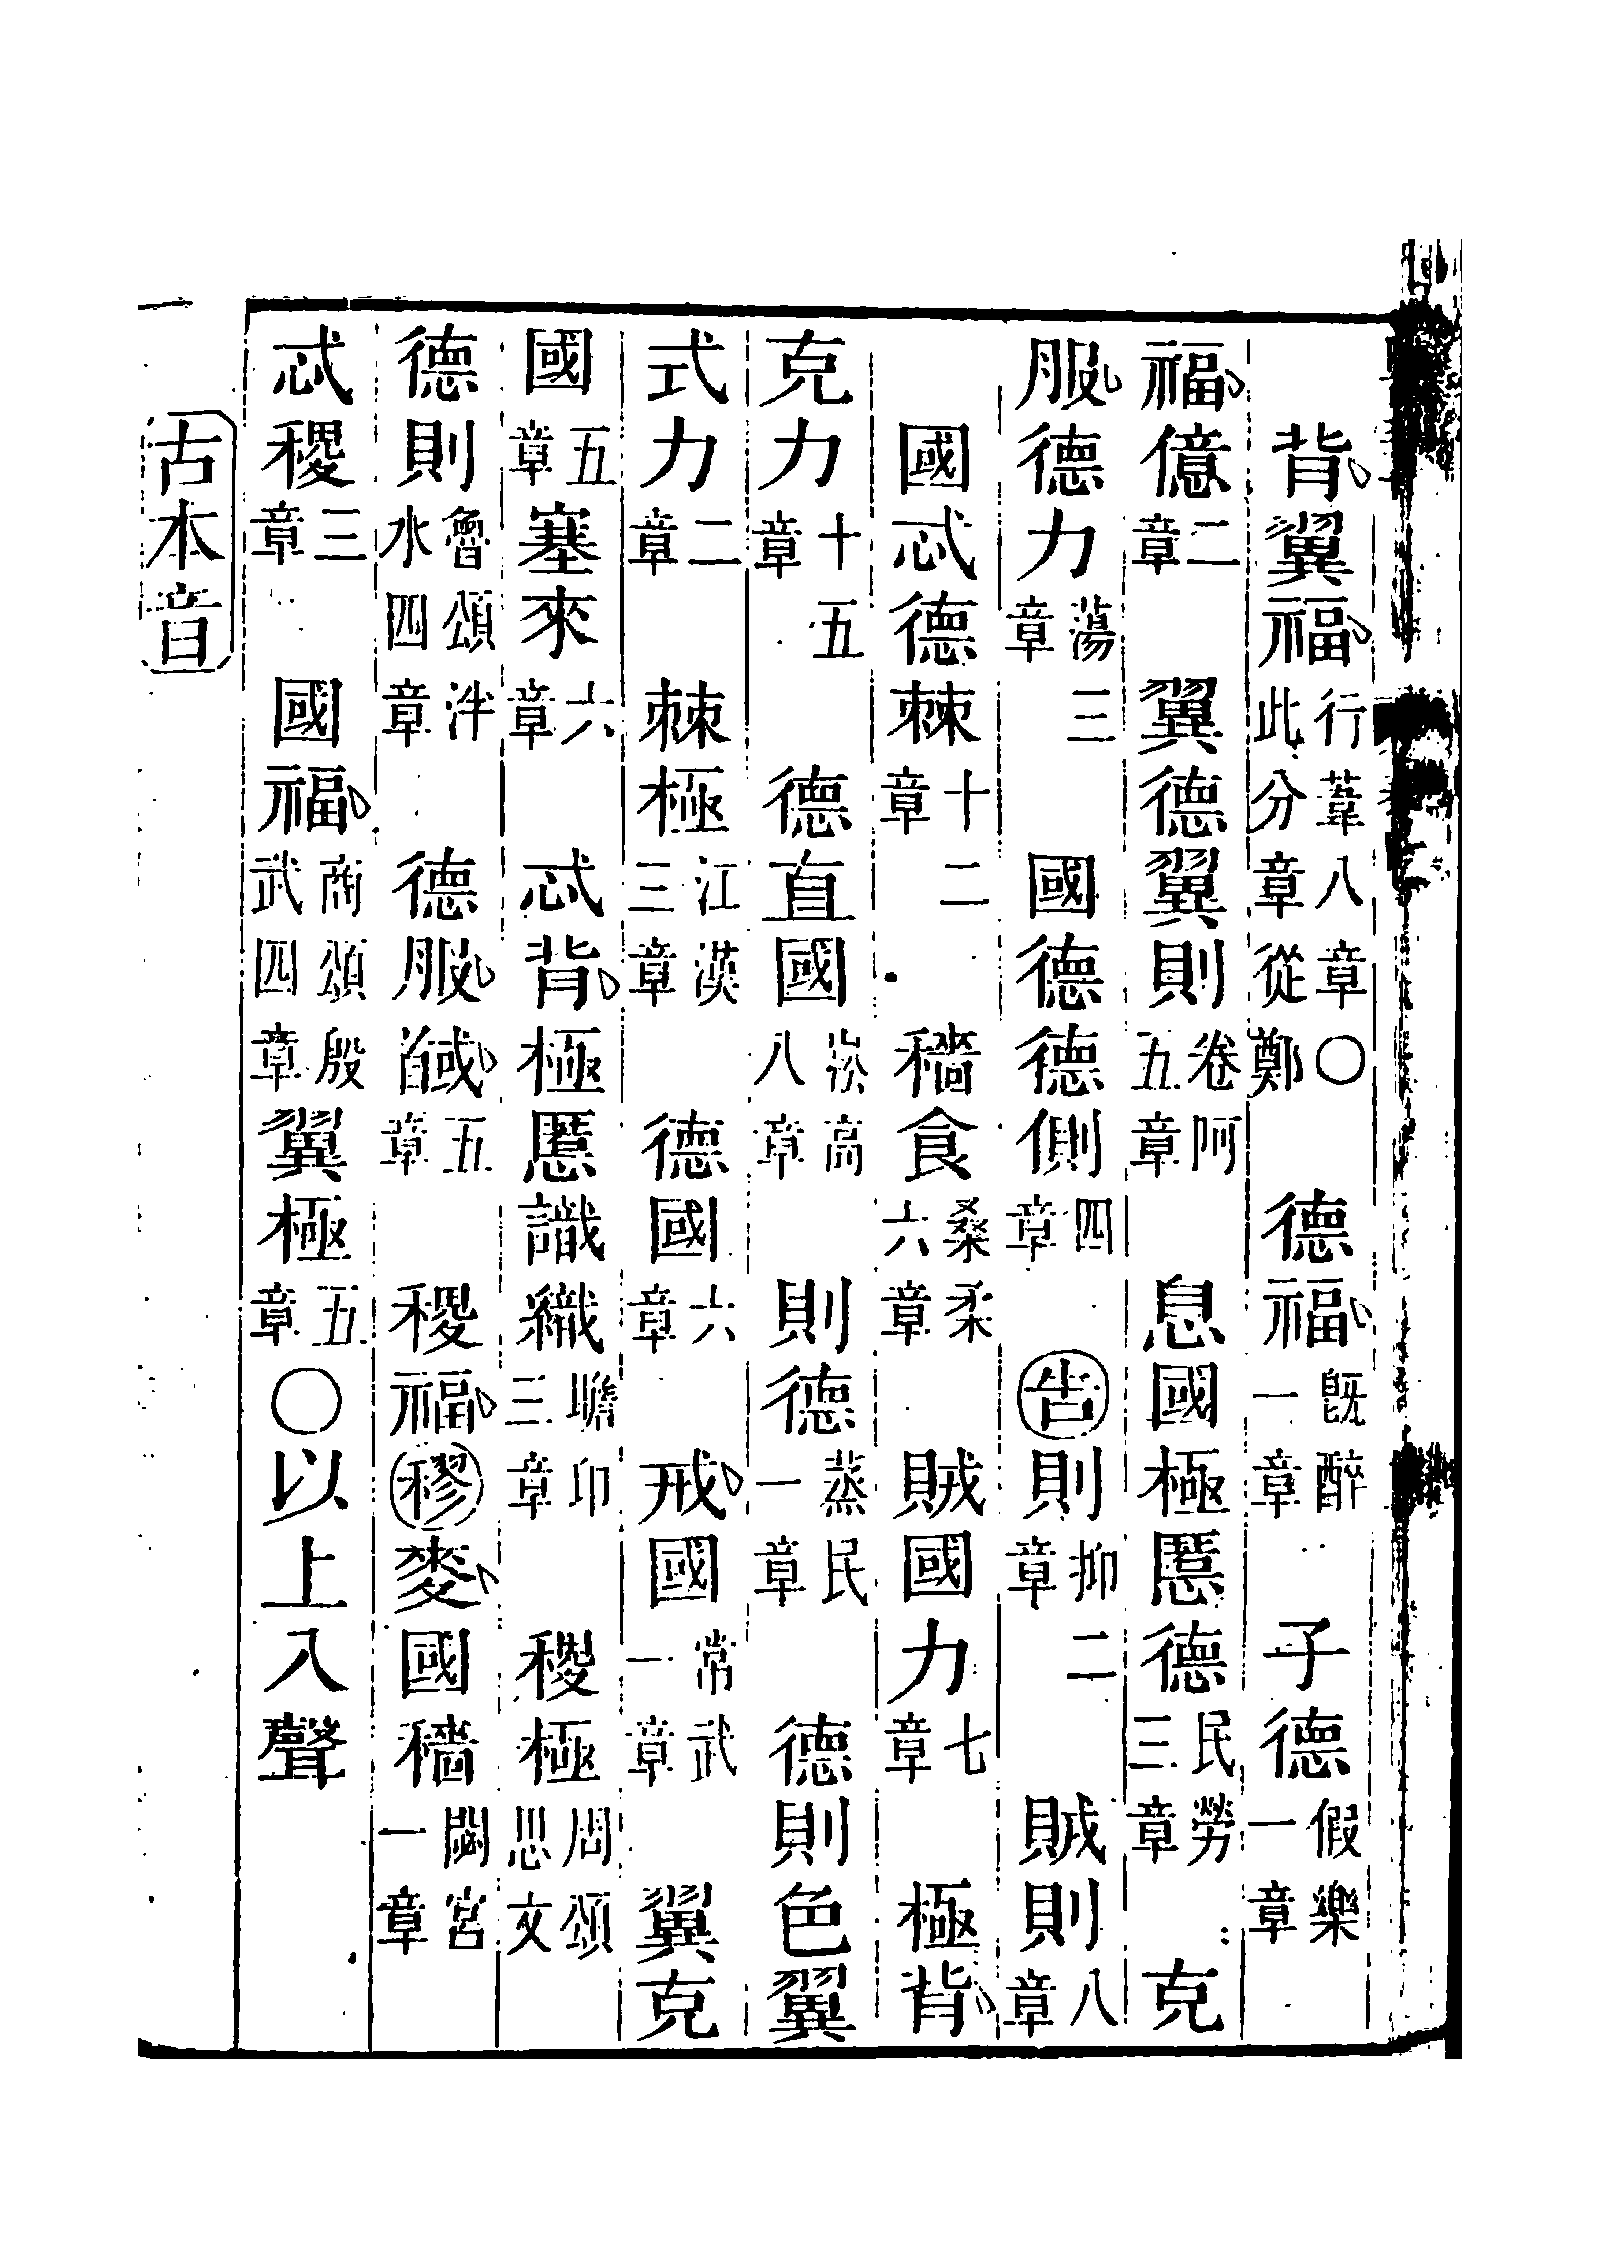 背翼福行葦八章〇此分章從鄭　德福既醉一章　子德假樂一章
福億二章　翼德翼則卷阿五章　息國極慝德民勞三章　克
服德力蕩三章　國德德側四章　告則抑二章　賊則八章
國忒德棘十二章　穡食桑柔六章　賊國力七章　極背
克力十五章　德直國崧高八章　則德蒸民一章　德則色翼
式力二章　棘極江漢三章　德國六章　戒國常武一章　翼克
國五章塞來六章　忒背極慝識織瞻卬三章　稷極周頌思文
德則魯頌泮水四章　德服馘五章　稷福穋麥國穡閟宮一章
忒稷三章　國福商頌殷武四章翼極五章〇以上入聲
古本音